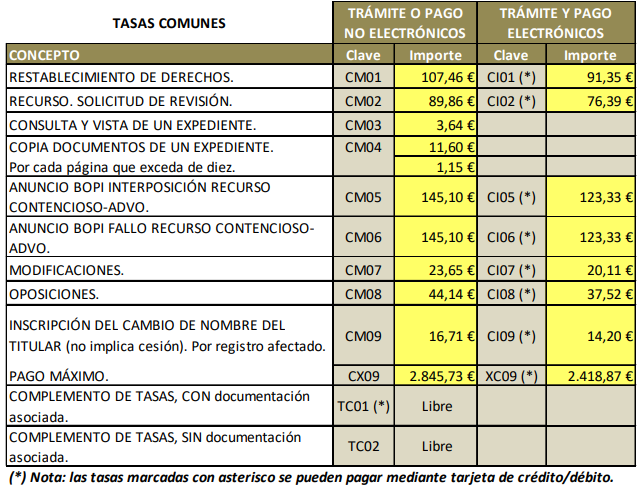 TASAS COMUNES
TRÁMITE O PAGO NO ELECTRÓNICOS
TRÁMITE Y PAGO ELECTRÓNICOS
CONCEPTO Clave Importe Clave Importe
RESTABLECIMIENTO DE DERECHOS. CM01 107,46 € CI01 (*) 91,35 €
RECURSO. SOLICITUD DE REVISIÓN. CM02 89,86 € CI02 (*) 76,39 €
CONSULTA Y VISTA DE UN EXPEDIENTE. CM03 3,64 €
COPIA DOCUMENTOS DE UN EXPEDIENTE. CM04 11,60 €
Por cada página que exceda de diez. 1,15 €
ANUNCIO BOPI INTERPOSICIÓN RECURSO
CONTENCIOSO-ADVO. CM05 145,10 € CI05 (*) 123,33 €
ANUNCIO BOPI FALLO RECURSO CONTENCIOSO-
ADVO. CM06 145,10 € CI06 (*) 123,33 €
MODIFICACIONES. CM07 23,65 € CI07 (*) 20,11 €
OPOSICIONES. CM08 44,14 € CI08 (*) 37,52 €
INSCRIPCIÓN DEL CAMBIO DE NOMBRE DEL
TITULAR (no implica cesión). Por registro afectado. CM09 16,71 € CI09 (*) 14,20 €
PAGO MÁXIMO. CX09 2.845,73 € XC09 (*) 2.418,87 €
COMPLEMENTO DE TASAS, CON documentación
asociada. TC01 (*) Libre
COMPLEMENTO DE TASAS, SIN documentación
asociada. TC02 Libre
(*) Nota: las tasas marcadas con asterisco se pueden pagar mediante tarjeta de crédito/débito.